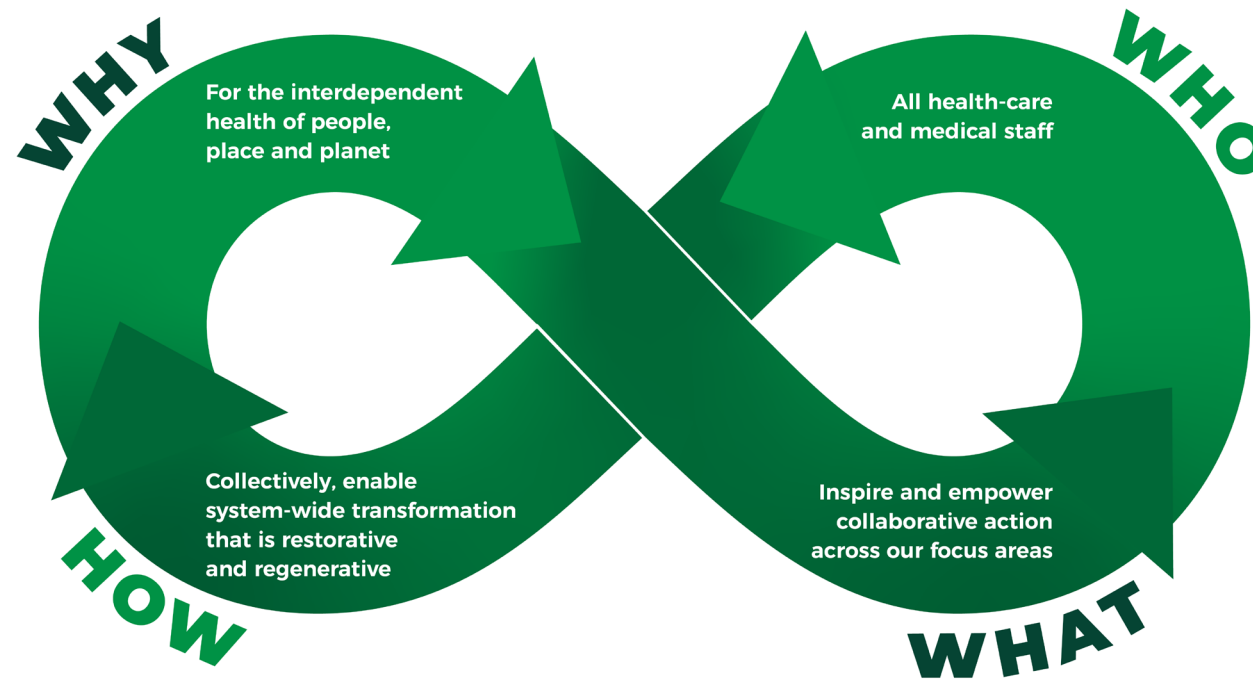 WHY
For the interdependent
health of people,
place and planet
WHO
All health-care
and medical staff
HOW
Collectively, enable
system-wide transformation
that is restorative
and regenerative
WHAT
Inspire and empower
collaborative action
across our focus areas